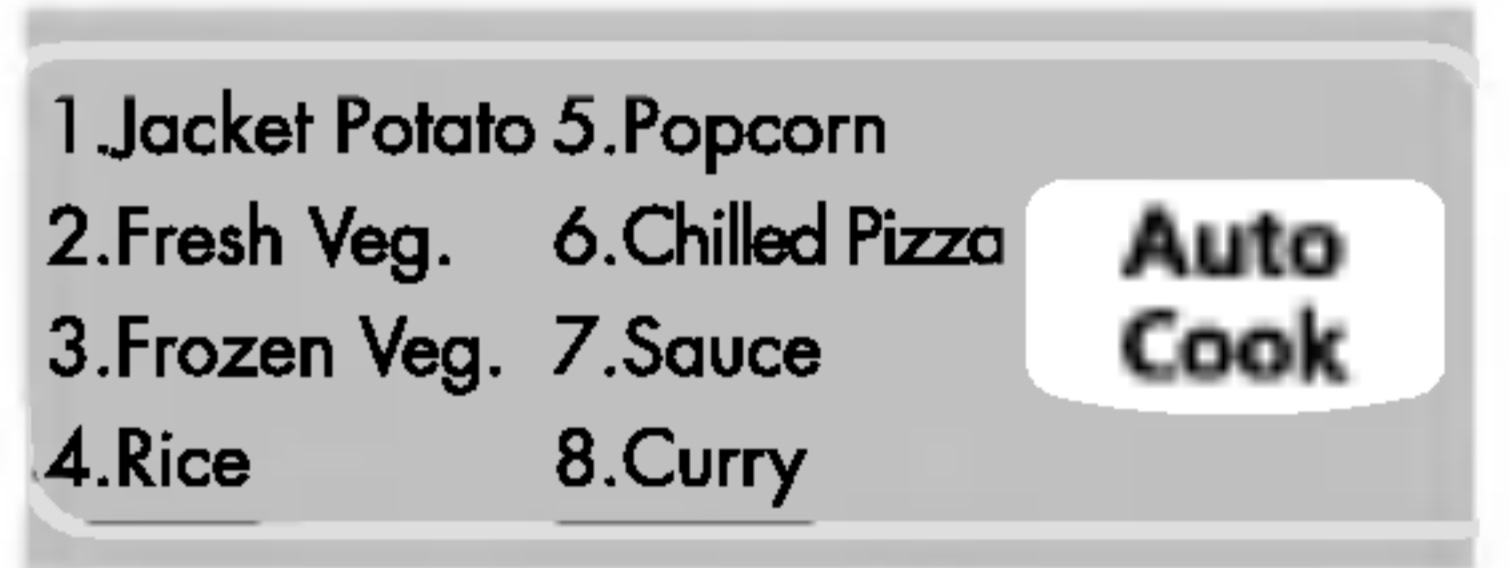 1.Jacket Potato
2.Fresh Veg.
3.Frozen Veg.
4.Rice
5.Popcorn
6.Chilled Pizza
7.Sauce
8.Curry
Auto
Cook